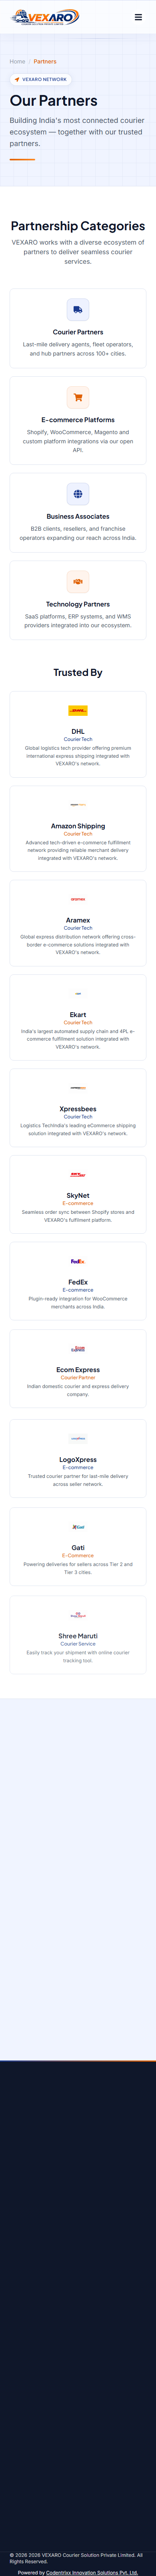 VEXARO
Home / Partners
VEXARO NETWORK
Our Partners
Building India's most connected courier
ecosystem — together with our trusted
partners.
Partnership Categories
VEXARO works with a diverse ecosystem of
partners to deliver seamless courier
services.
Courier Partners
Last-mile delivery agents, fleet operators,
and hub partners across 100+ cities.
E-commerce Platforms
Shopify, WooCommerce, Magento and
custom platform integrations via our open
API.
Business Associates
B2B clients, resellers, and franchise
operators expanding our reach across India.
Technology Partners
SaaS platforms, ERP systems, and WMS
providers integrated into our ecosystem.
Trusted By
DHL
Courier Tech
Global logistics tech provider offering premium
international express shipping integrated with
VEXARO's network.
Amazon Shipping
Courier Tech
Advanced tech-driven e-commerce fulfillment
network providing reliable merchant delivery
integrated with VEXARO's network.
Aramex
Courier Tech
Global express distribution network offering cross-
border e-commerce solutions integrated with
VEXARO's network.
Ekart
Courier Tech
India's largest automated supply chain and 4PL e-
commerce fulfillment solution integrated with
VEXARO's network.
Xpressbees
Courier Tech
Logistics TechIndia's leading eCommerce shipping
solution integrated with VEXARO's network.
SkyNet
E-commerce
Seamless order sync between Shopify stores and
VEXARO's fulfilment platform.
FedEx
FedEx
E-commerce
Plugin-ready integration for WooCommerce
merchants across India.
Ecom Express
Courier Partner
Indian domestic courier and express delivery
company.
LogoXpress
E-commerce
Trusted courier partner for last-mile delivery
across seller network.
Gati
E-Commerce
Powering deliveries for sellers across Tier 2 and
Tier 3 cities.
Shree Maruti
Courier Service
Easily track your shipment with online courier
tracking tool.
© 2026 2026 VEXARO Courier Solution Private Limited. All
Rights Reserved.
Powered by Codentrixx Innovation Solutions Pvt. Ltd.